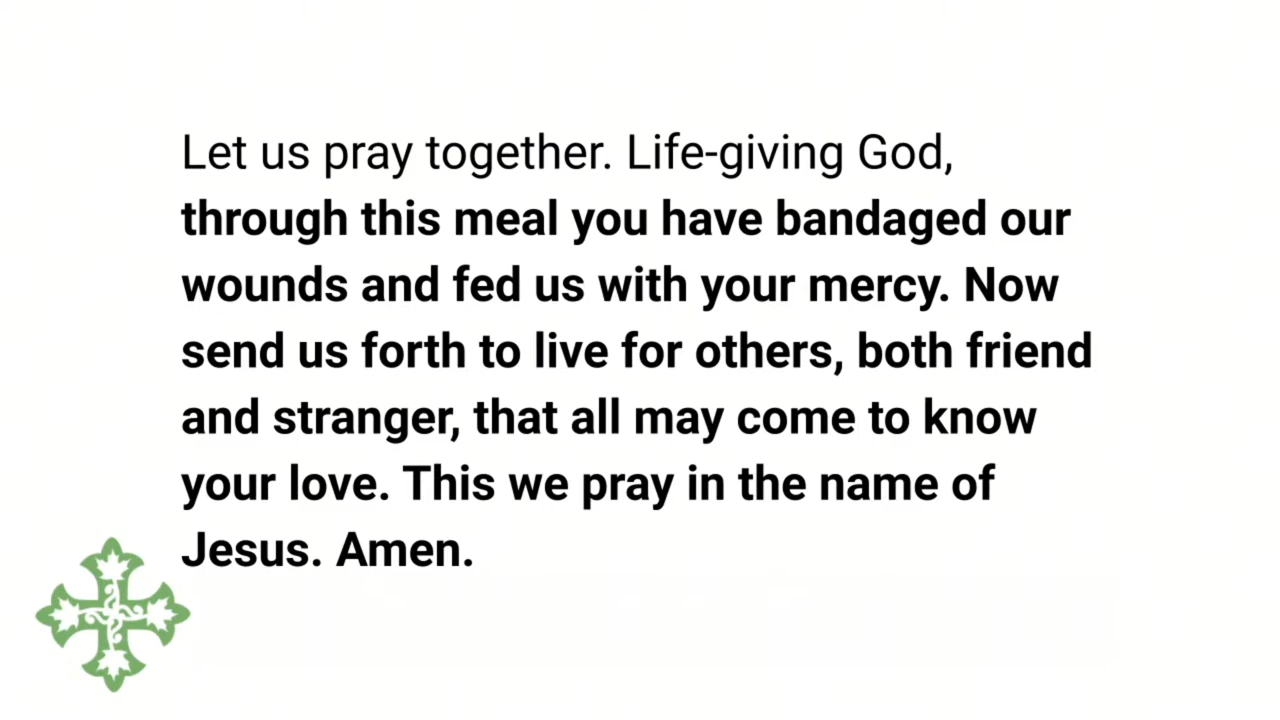 Let us pray together. Life-giving God,
through this meal you have bandaged our
wounds and fed us with your mercy. Now
send us forth to live for others, both friend
and stranger, that all may come to know
your love. This we pray in the name of
Jesus. Amen.